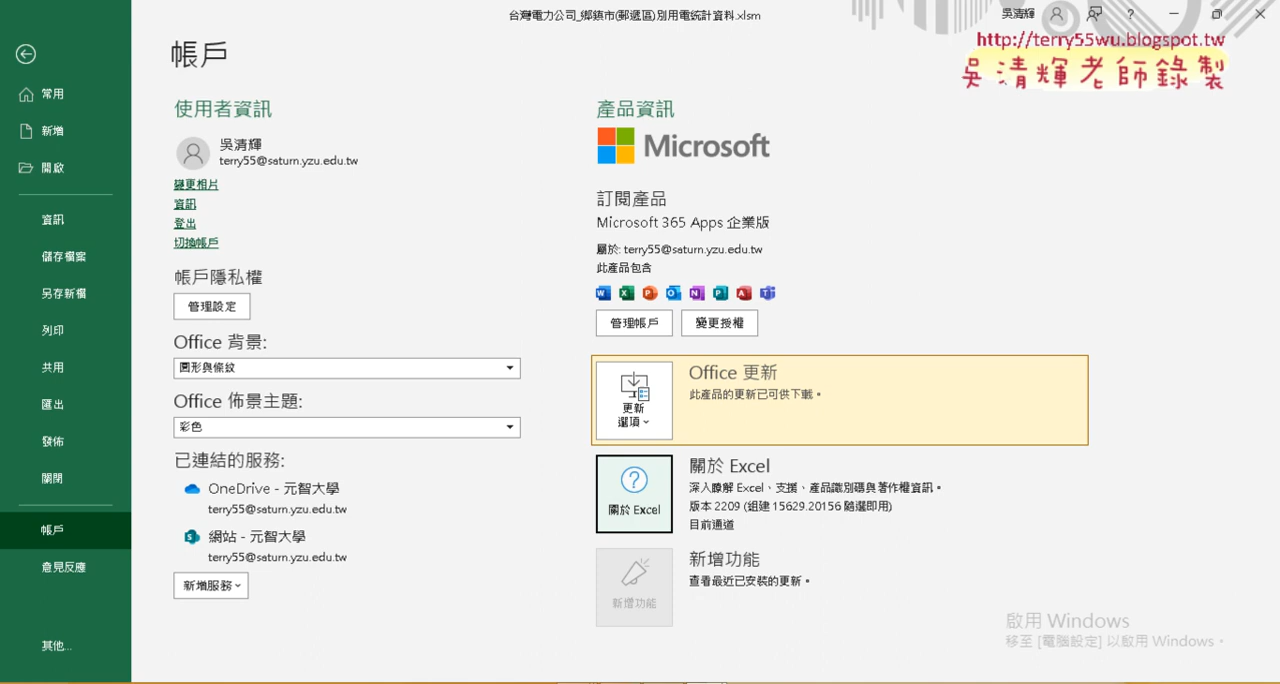 台灣電力公司_鄉鎮市(郵遞區)別用電統計資料.xlsm
吳清輝
?
http://terry55wu.blogspot.tw
吳清輝老師錄製
常用
新增
開啟
資訊
儲存檔案
另存新檔
列印
共用
匯出
發佈
關閉
帳戶
意見反應
其他...
帳戶
使用者資訊
吳清輝
terry55@saturn.yzu.edu.tw
變更相片
資訊
登出
切換帳戶
帳戶隱私權
管理設定
Office 背景:
圓形與條紋
Office 佈景主題:
彩色
已連結的服務:
OneDrive - 元智大學
terry55@saturn.yzu.edu.tw
網站 - 元智大學
terry55@saturn.yzu.edu.tw
新增服務
產品資訊
Microsoft
訂閱產品
Microsoft 365 Apps 企業版
屬於: terry55@saturn.yzu.edu.tw
此產品包含
管理帳戶
變更授權
更新
選項
Office 更新
此產品的更新已可供下載。
關於 Excel
關於 Excel
深入瞭解 Excel、支援、產品識別碼與著作權資訊。
版本 2209 (組建 15629.20156 隨選即用)
目前通道
新增功能
新增功能
查看最近已安裝的更新。
啟用 Windows
移至 [電腦設定] 以啟用 Windows。